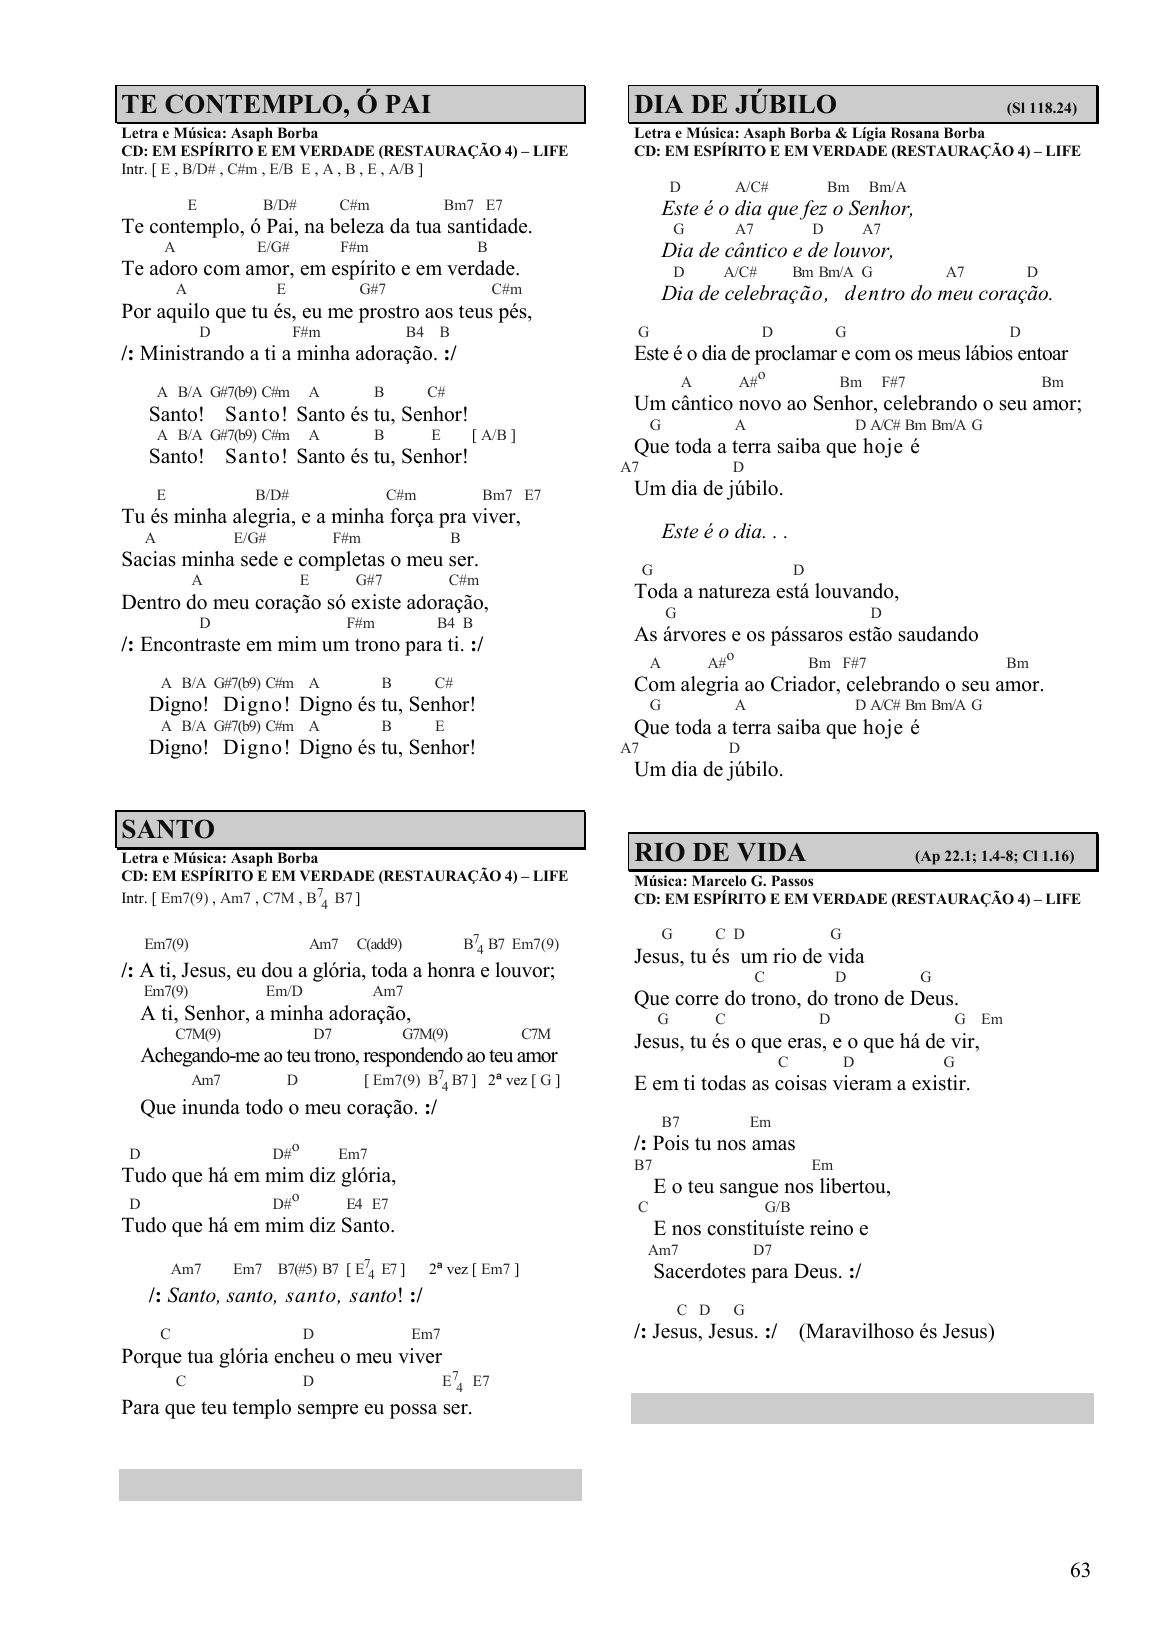 TE CONTEMPLO, Ó PAI
Letra e Música: Asaph Borba
CD: EM ESPÍRITO E EM VERDADE (RESTAURAÇÃO 4) – LIFE
Intr. [ E , B/D# , C#m , E/B  E , A , B , E , A/B ]
E B/D# C#m Bm7 E7
Te contemplo, ó Pai, na beleza da tua santidade.
A E/G# F#m B
Te adoro com amor, em espírito e em verdade.
A E G#7 C#m
Por aquilo que tu és, eu me prostro aos teus pés,
D F#m B4 B
/: Ministrando a ti a minha adoração. :/
A B/A G#7(b9) C#m A B C#
Santo! Santo! Santo és tu, Senhor!
A B/A G#7(b9) C#m A B E [ A/B ]
Santo! Santo! Santo és tu, Senhor!
E B/D# C#m Bm7 E7
Tu és minha alegria, e a minha força pra viver,
A E/G# F#m B
Sacias minha sede e completas o meu ser.
A E G#7 C#m
Dentro do meu coração só existe adoração,
D F#m B4 B
/: Encontraste em mim um trono para ti. :/
A B/A G#7(b9) C#m A B C#
Digno! Digno! Digno és tu, Senhor!
A B/A G#7(b9) C#m A B E
Digno! Digno! Digno és tu, Senhor!
SANTO
Letra e Música: Asaph Borba
CD: EM ESPÍRITO E EM VERDADE (RESTAURAÇÃO 4) – LIFE
Intr. [ Em7(9) , Am7 , C7M , B74 B7 ]
Em7(9) Am7 C(add9) B74 B7 Em7(9)
/: A ti, Jesus, eu dou a glória, toda a honra e louvor;
Em7(9) Em/D Am7
A ti, Senhor, a minha adoração,
C7M(9) D7 G7M(9) C7M
Achegando-me ao teu trono, respondendo ao teu amor
Am7 D [ Em7(9) B74 B7 ] 2ª vez [ G ]
Que inunda todo o meu coração. :/
D D#o Em7
Tudo que há em mim diz glória,
D D#o E4 E7
Tudo que há em mim diz Santo.
Am7 Em7 B7(#5) B7 [ E74 E7 ] 2ª vez [ Em7 ]
/: Santo, santo, santo, santo! :/
C D Em7
Porque tua glória encheu o meu viver
C D E74 E7
Para que teu templo sempre eu possa ser.
DIA DE JÚBILO (Sl 118.24)
Letra e Música: Asaph Borba & Lígia Rosana Borba
CD: EM ESPÍRITO E EM VERDADE (RESTAURAÇÃO 4) – LIFE
D A/C# Bm Bm/A
Este é o dia que fez o Senhor,
G A7 D A7
Dia de cântico e de louvor,
D A/C# Bm Bm/A G A7 D
Dia de celebração, dentro do meu coração.
G D G D
Este é o dia de proclamar e com os meus lábios entoar
A A#o Bm F#7 Bm
Um cântico novo ao Senhor, celebrando o seu amor;
G A D A/C# Bm Bm/A G
Que toda a terra saiba que hoje é
A7 D
Um dia de júbilo.
Este é o dia. . .
G D
Toda a natureza está louvando,
G D
As árvores e os pássaros estão saudando
A A#o Bm F#7 Bm
Com alegria ao Criador, celebrando o seu amor.
G A D A/C# Bm Bm/A G
Que toda a terra saiba que hoje é
A7 D
Um dia de júbilo.
RIO DE VIDA (Ap 22.1; 1.4-8; Cl 1.16)
Música: Marcelo G. Passos
CD: EM ESPÍRITO E EM VERDADE (RESTAURAÇÃO 4) – LIFE
G C D G
Jesus, tu és um rio de vida
C D G
Que corre do trono, do trono de Deus.
G C D G Em
Jesus, tu és o que eras, e o que há de vir,
C D G
E em ti todas as coisas vieram a existir.
B7 Em
/: Pois tu nos amas
B7 Em
E o teu sangue nos libertou,
C G/B
E nos constituíste reino e
Am7 D7
Sacerdotes para Deus. :/
C D G
/: Jesus, Jesus. :/ (Maravilhoso és Jesus)
63